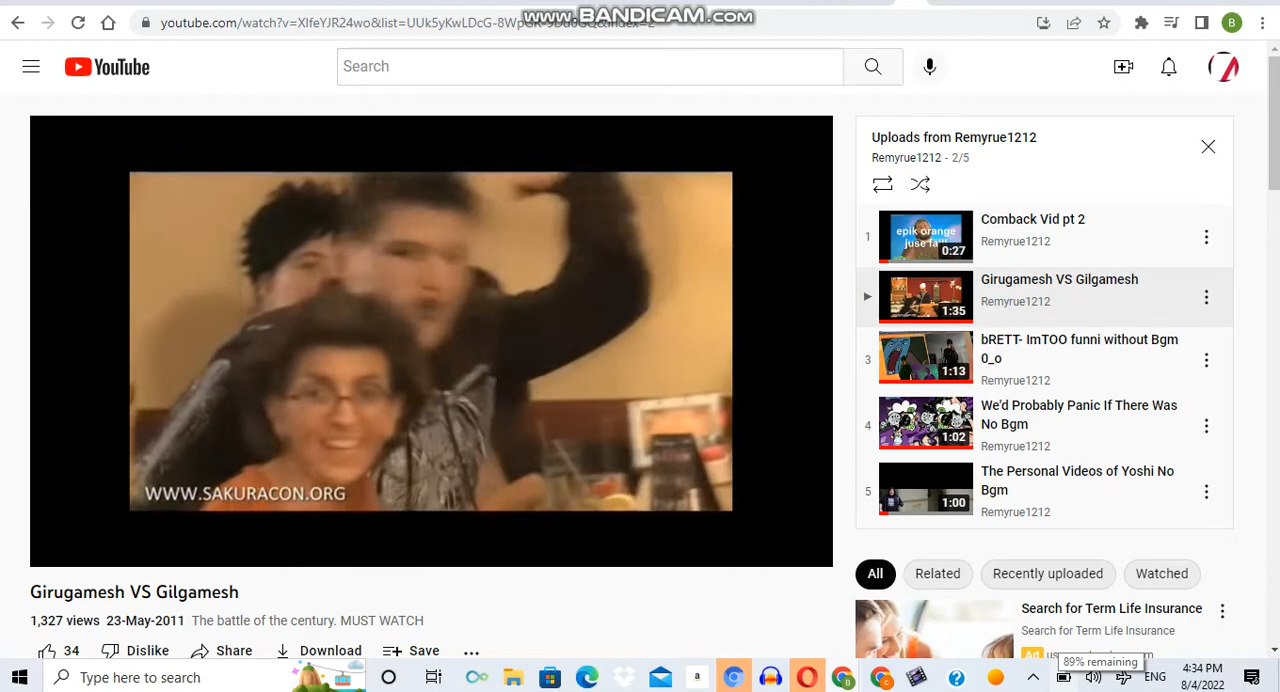 www.BANDICAM.com
youtube.com/watch?v=XIfeYJR24wo&list=UUk5yKwLDcG-8Wp
B
YouTube
Search
WWW.SAKURACON.ORG
Girugamesh VS Gilgamesh
1,327 views 23-May-2011 The battle of the century. MUST WATCH
34 Dislike Share Download Save ...
Uploads from Remyrue1212
Remyrue1212 - 2/5
1
epik orange
juse fail!
0:27
Comback Vid pt 2
Remyrue1212
1:35
Girugamesh VS Gilgamesh
Remyrue1212
3
1:13
bRETT- ImTOO funni without Bgm
0_o
Remyrue1212
4
1:02
We'd Probably Panic If There Was
No Bgm
Remyrue1212
5
1:00
The Personal Videos of Yoshi No
Bgm
Remyrue1212
All Related Recently uploaded Watched
Search for Term Life Insurance
Search for Term Life Insurance
Ad
89% remaining
Type here to search
a
B
C
ENG
4:34 PM
8/4/2022